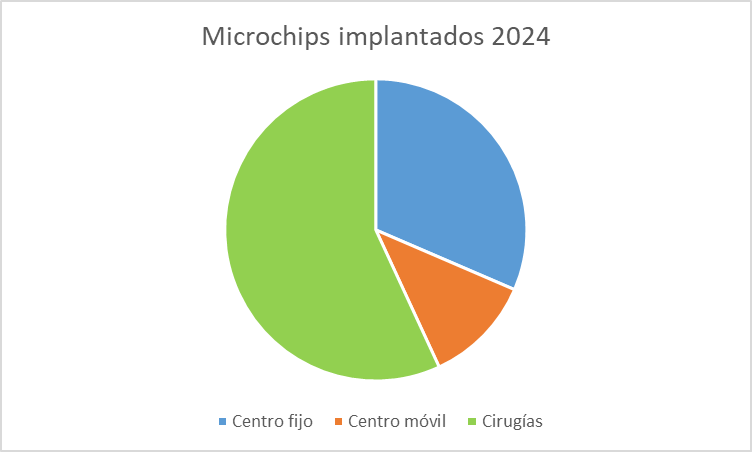 Microchips implantados 2024
Centro fijo Centro móvil Cirugías